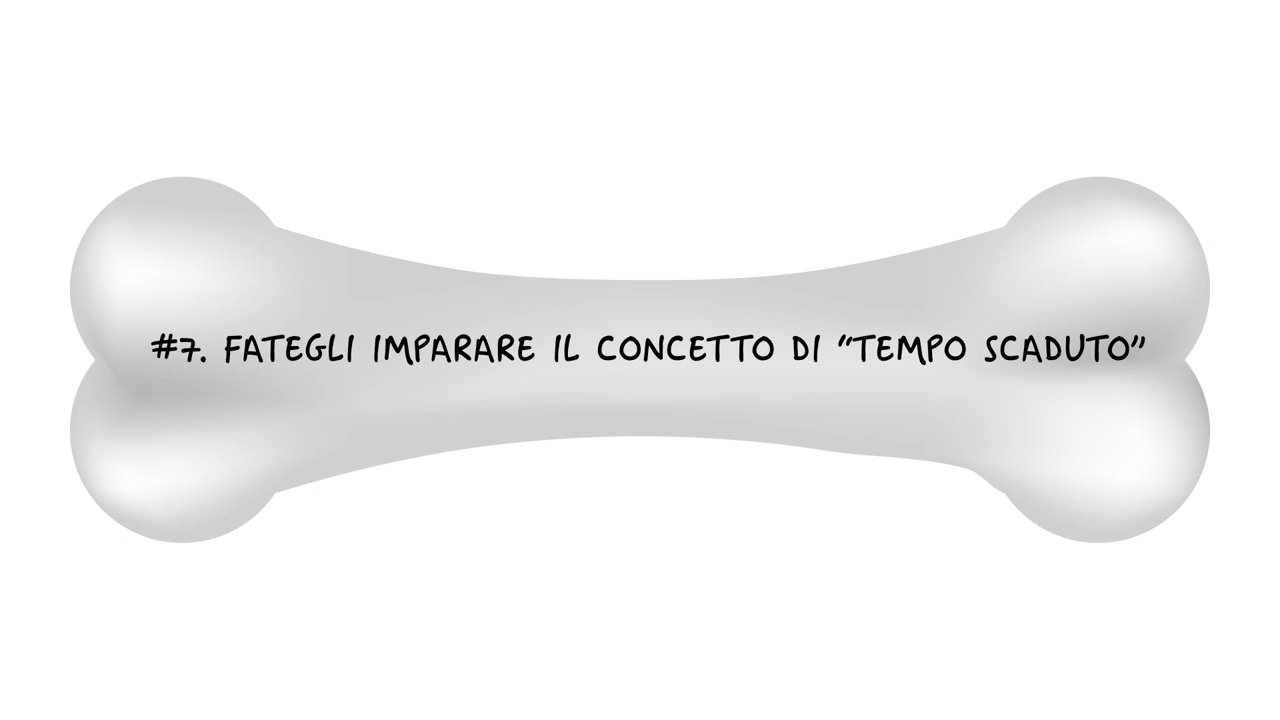 #7. FATEGLI IMPARARE IL CONCETTO DI “TEMPO SCADUTO”